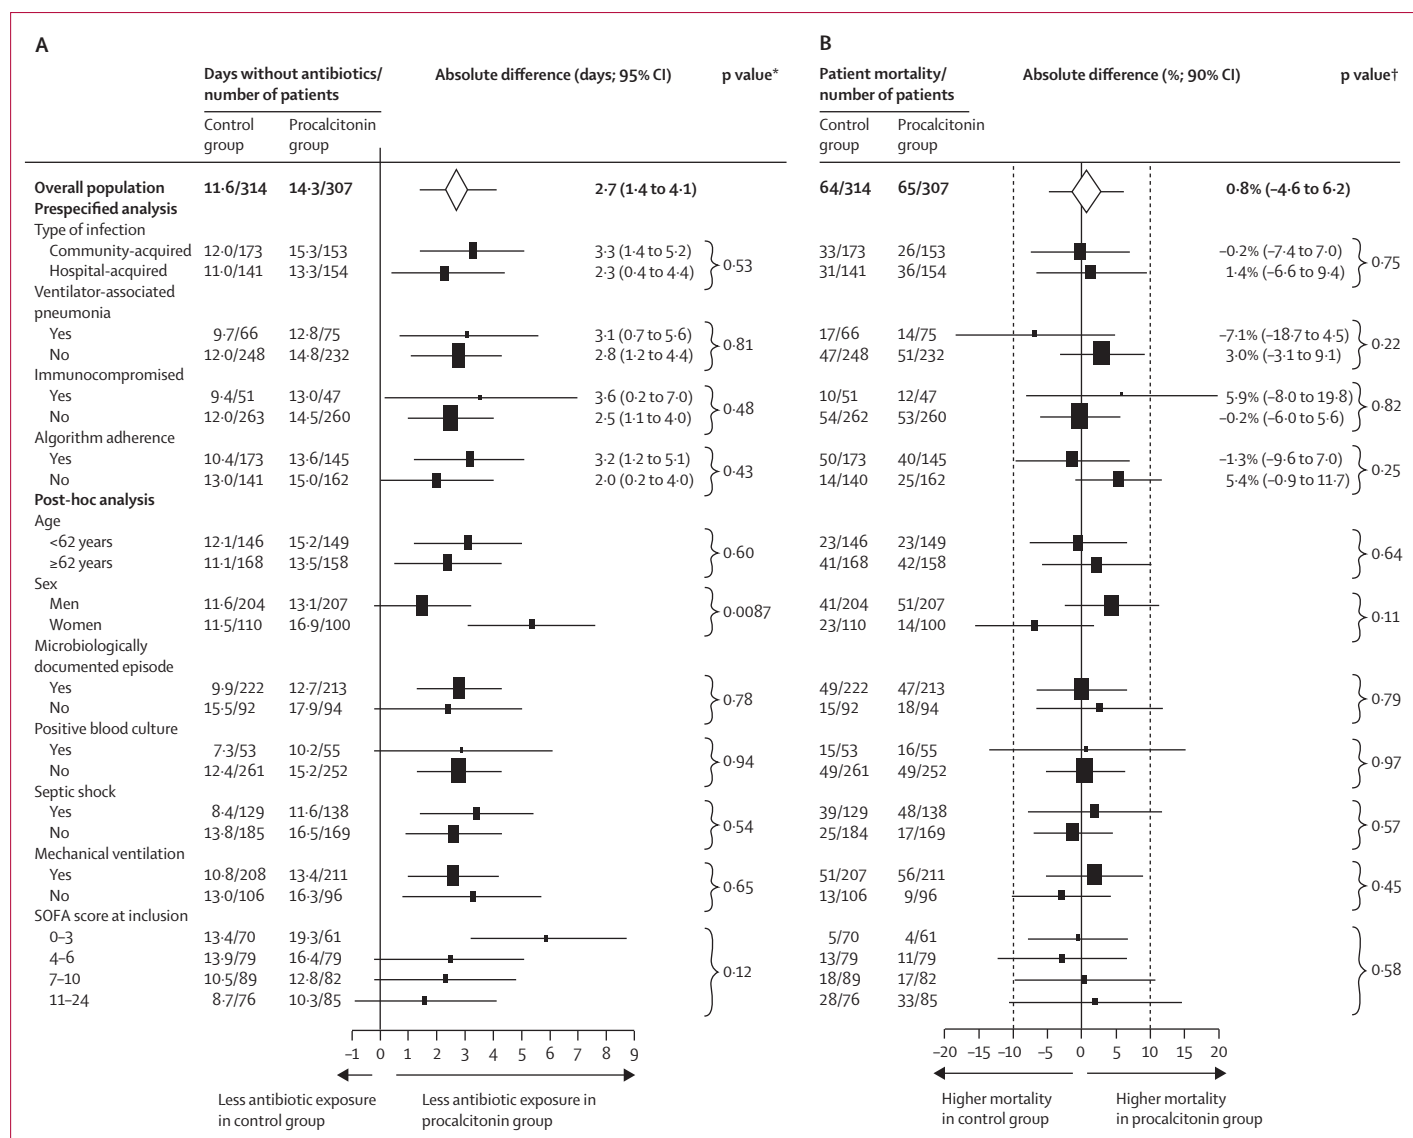 A
B
Days without antibiotics/
number of patients
Absolute difference (days; 95% CI)
p value*
Patient mortality/
number of patients
Absolute difference (%; 90% CI)
p value†
Control
group
Procalcitonin
group
Control
group
Procalcitonin
group
Overall population 11·6/314 14·3/307 2·7 (1·4 to 4·1) 64/314 65/307 0·8% (–4·6 to 6·2)
Prespecified analysis
Type of infection
Community-acquired 12·0/173 15·3/153 3·3 (1·4 to 5·2) 33/173 26/153 –0·2% (–7·4 to 7·0)
0·53 0·75
Hospital-acquired 11·0/141 13·3/154 2·3 (0·4 to 4·4) 31/141 36/154 1·4% (–6·6 to 9·4)
Ventilator-associated
pneumonia
Yes 9·7/66 12·8/75 3·1 (0·7 to 5·6) 17/66 14/75 –7·1% (–18·7 to 4·5)
0·81 0·22
No 12·0/248 14·8/232 2·8 (1·2 to 4·4) 47/248 51/232 3·0% (–3·1 to 9·1)
Immunocompromised
Yes 9·4/51 13·0/47 3·6 (0·2 to 7·0) 10/51 12/47 5·9% (–8·0 to 19·8)
0·48 0·82
No 12·0/263 14·5/260 2·5 (1·1 to 4·0) 54/262 53/260 –0·2% (–6·0 to 5·6)
Algorithm adherence
Yes 10·4/173 13·6/145 3·2 (1·2 to 5·1) 50/173 40/145 –1·3% (–9·6 to 7·0)
0·43 0·25
No 13·0/141 15·0/162 2·0 (0·2 to 4·0) 14/140 25/162 5·4% (–0·9 to 11·7)
Post-hoc analysis
Age
<62 years 12·1/146 15·2/149 23/146 23/149
0·60 0·64
≥62 years 11·1/168 13·5/158 41/168 42/158
Sex
Men 11·6/204 13·1/207 41/204 51/207
0·0087 0·11
Women 11·5/110 16·9/100 23/110 14/100
Microbiologically
documented episode
Yes 9·9/222 12·7/213 49/222 47/213
0·78 0·79
No 15·5/92 17·9/94 15/92 18/94
Positive blood culture
Yes 7·3/53 10·2/55 15/53 16/55
0·94 0·97
No 12·4/261 15·2/252 49/261 49/252
Septic shock
Yes 8·4/129 11·6/138 39/129 48/138
0·54 0·57
No 13·8/185 16·5/169 25/184 17/169
Mechanical ventilation
Yes 10·8/208 13·4/211 51/207 56/211
0·65 0·45
No 13·0/106 16·3/96 13/106 9/96
SOFA score at inclusion
0–3 13·4/70 19·3/61 5/70 4/61
4–6 13·9/79 16·4/79 13/79 11/79
0·12 0·58
7–10 10·5/89 12·8/82 18/89 17/82
11–24 8·7/76 10·3/85 28/76 33/85
–1 0 1 2 3 4 5 6 7 8 9
–20 –15 –10 –5 0 5 10 15 20
Less antibiotic exposure
in control group
Less antibiotic exposure in
procalcitonin group
Higher mortality
in control group
Higher mortality
in procalcitonin group